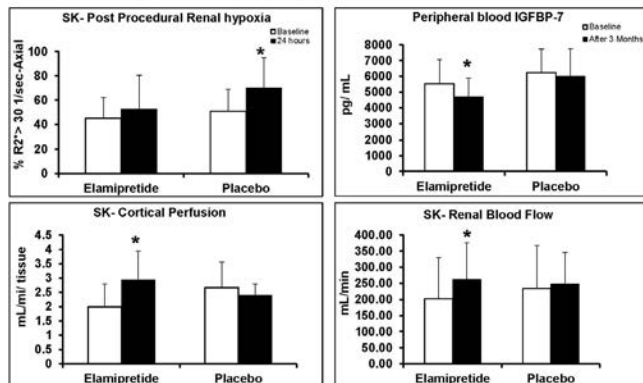 SK- Post Procedural Renal hypoxia
Baseline
24 hours
% R2*> 30 1/sec-Axial
100
80
60
40
20
0
*
Elamipretide
Placebo
Peripheral blood IGFBP-7
Baseline
After 3 Months
pg/ mL
8000
7000
6000
5000
4000
3000
2000
1000
0
*
Elamipretide
Placebo
SK- Cortical Perfusion
mL/mi/ tissue
4.5
4
3.5
3
2.5
2
1.5
1
0.5
0
*
Elamipretide
Placebo
SK- Renal Blood Flow
mL/min
400.00
350.00
300.00
250.00
200.00
150.00
100.00
50.00
0.00
*
Elamipretide
Placebo